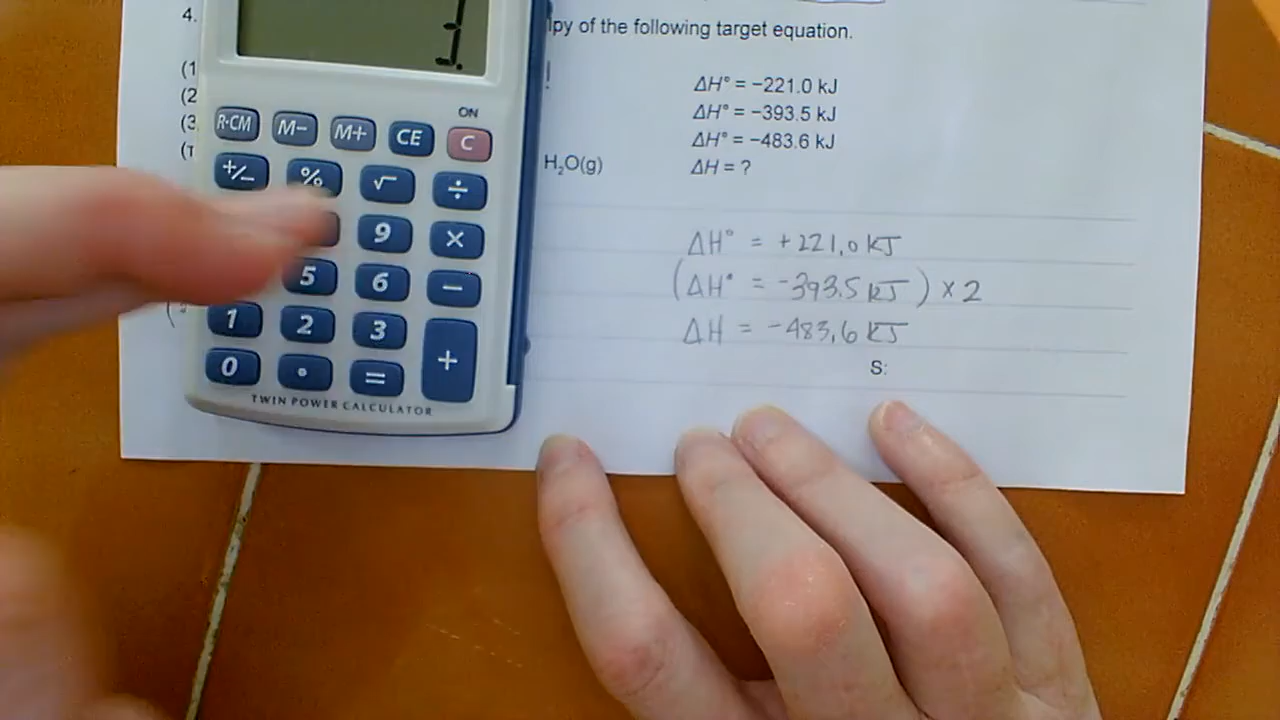 4. lpy of the following target equation.
(1 ΔH° = −221.0 kJ
(2 ΔH° = −393.5 kJ
(3 ΔH° = −483.6 kJ
H₂O(g) ΔH = ?
ΔH° = +221,0 kJ
(ΔH° = -393.5 kJ) × 2
ΔH = -483,6 kJ
S:
3.
ON
R·CM M− M+ CE C
+/− % √ ÷
9 ×
5 6 −
1 2 3 +
0 • =
TWIN POWER CALCULATOR